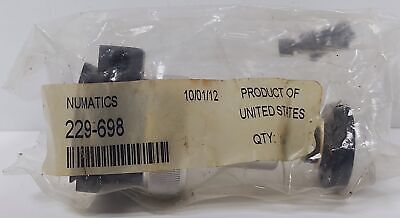 NUMATICS 10/01/12 PRODUCT OF
UNITED STATES
229-698
QTY: